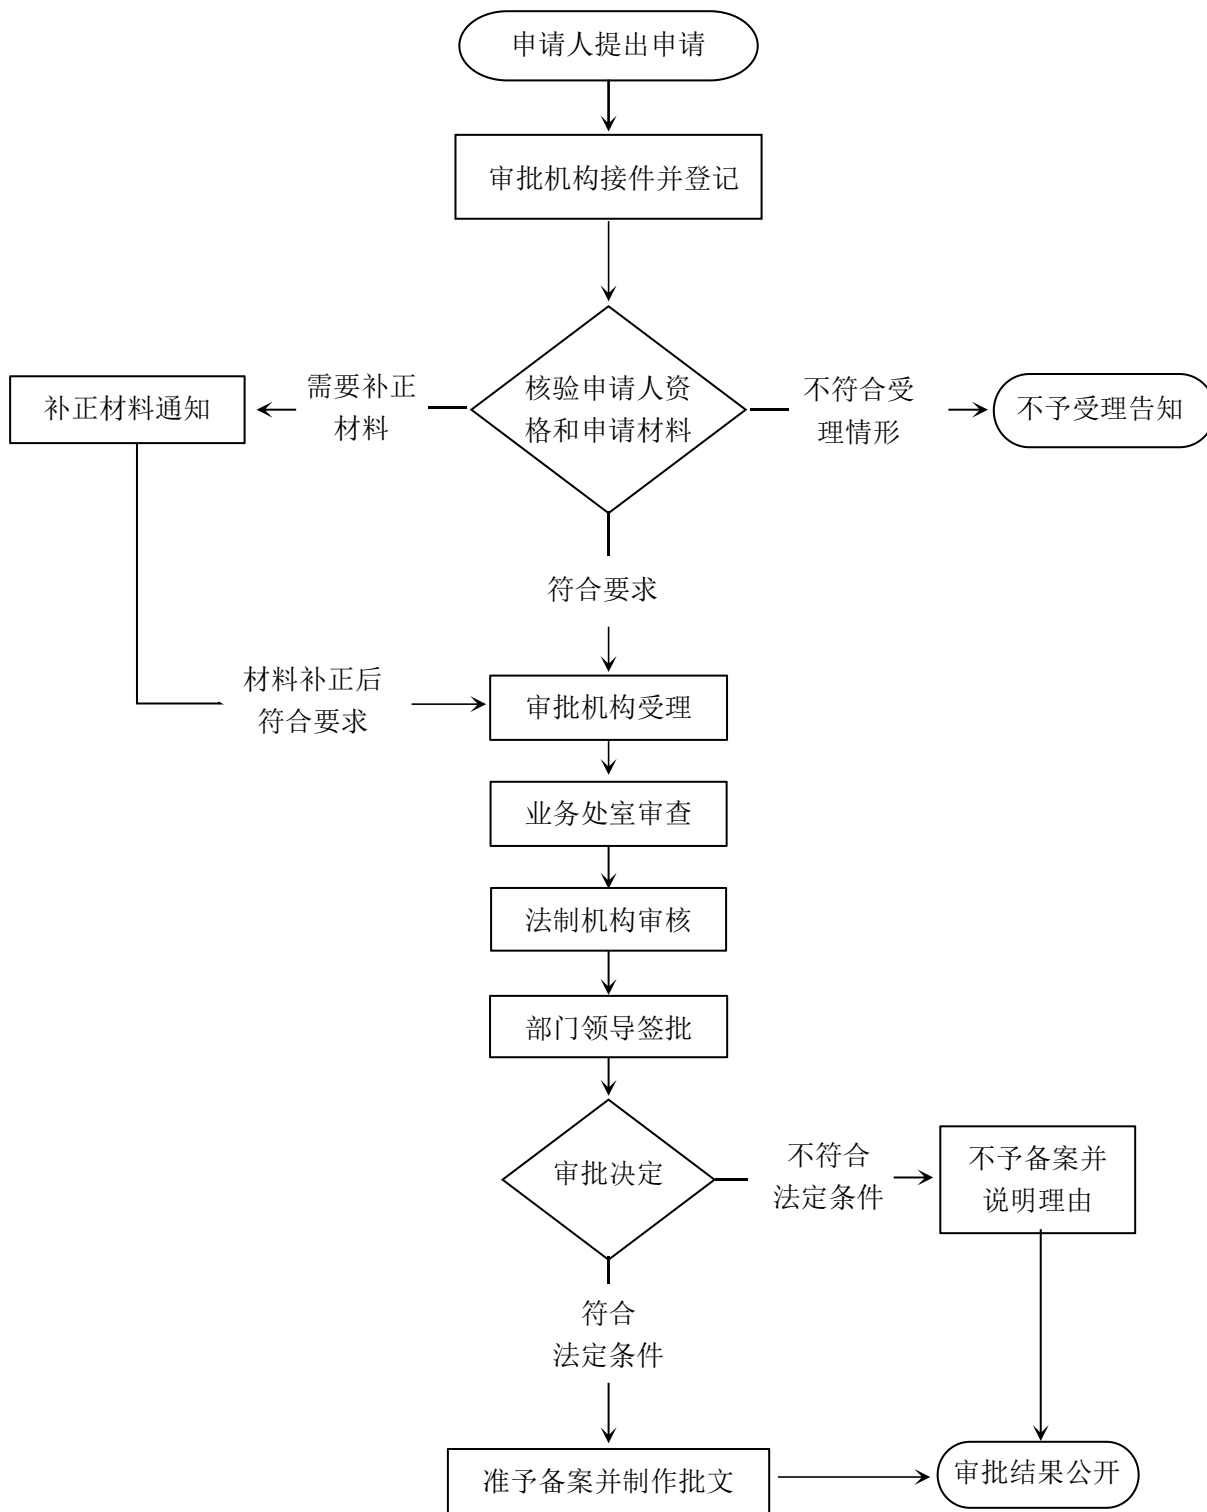 申请人提出申请
审批机构接件并登记
需要补正
材料
核验申请人资
格和申请材料
不符合受
理情形
补正材料通知
不予受理告知
符合要求
材料补正后
符合要求
审批机构受理
业务处室审查
法制机构审核
部门领导签批
审批决定
不符合
法定条件
不予备案并
说明理由
符合
法定条件
准予备案并制作批文
审批结果公开